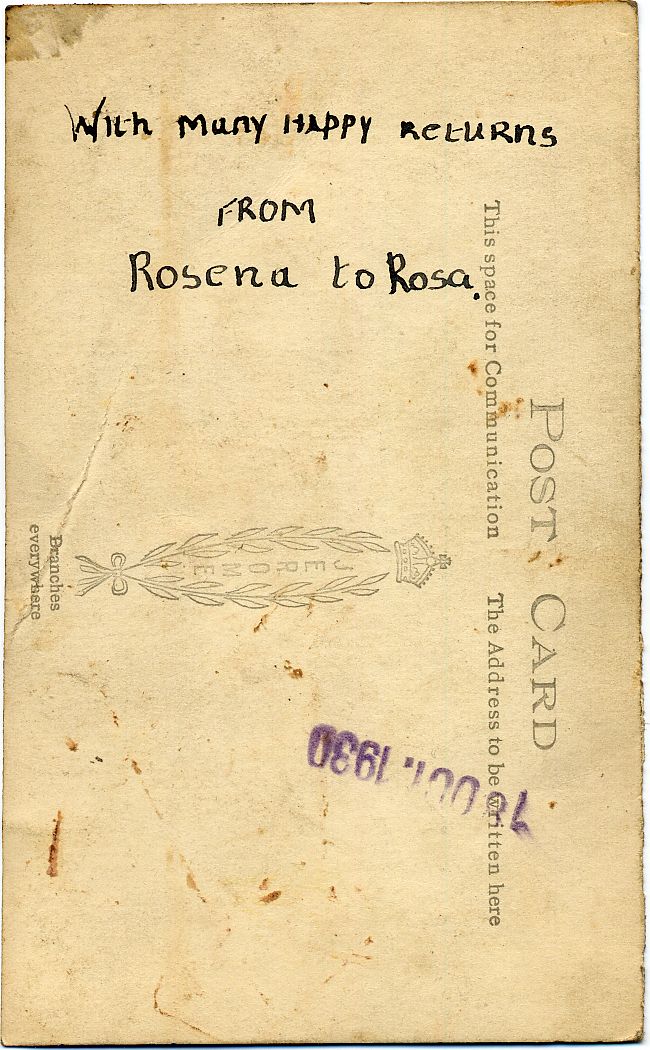 With Many HAPPY Returns
FROM
Rosena to Rosa.
POST CARD
This space for Communication The Address to be written here
JEROME
Branches
everywhere
OCT. 1930